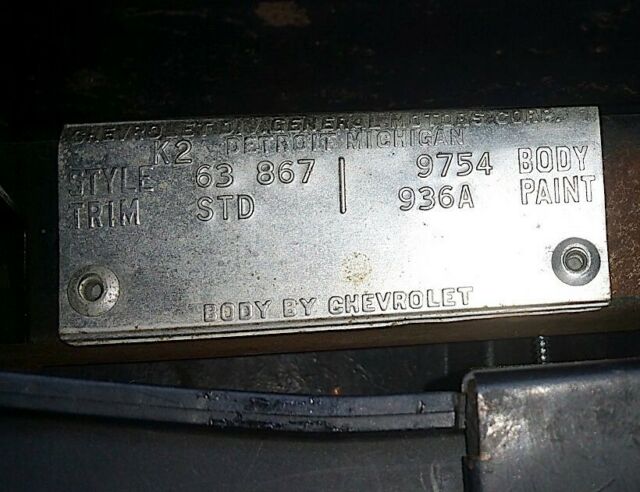 CHEVROLET DIV. GENERAL MOTORS CORP.
K2 DETROIT MICHIGAN
STYLE 63 867 | 9754 BODY
TRIM STD 936A PAINT
BODY BY CHEVROLET